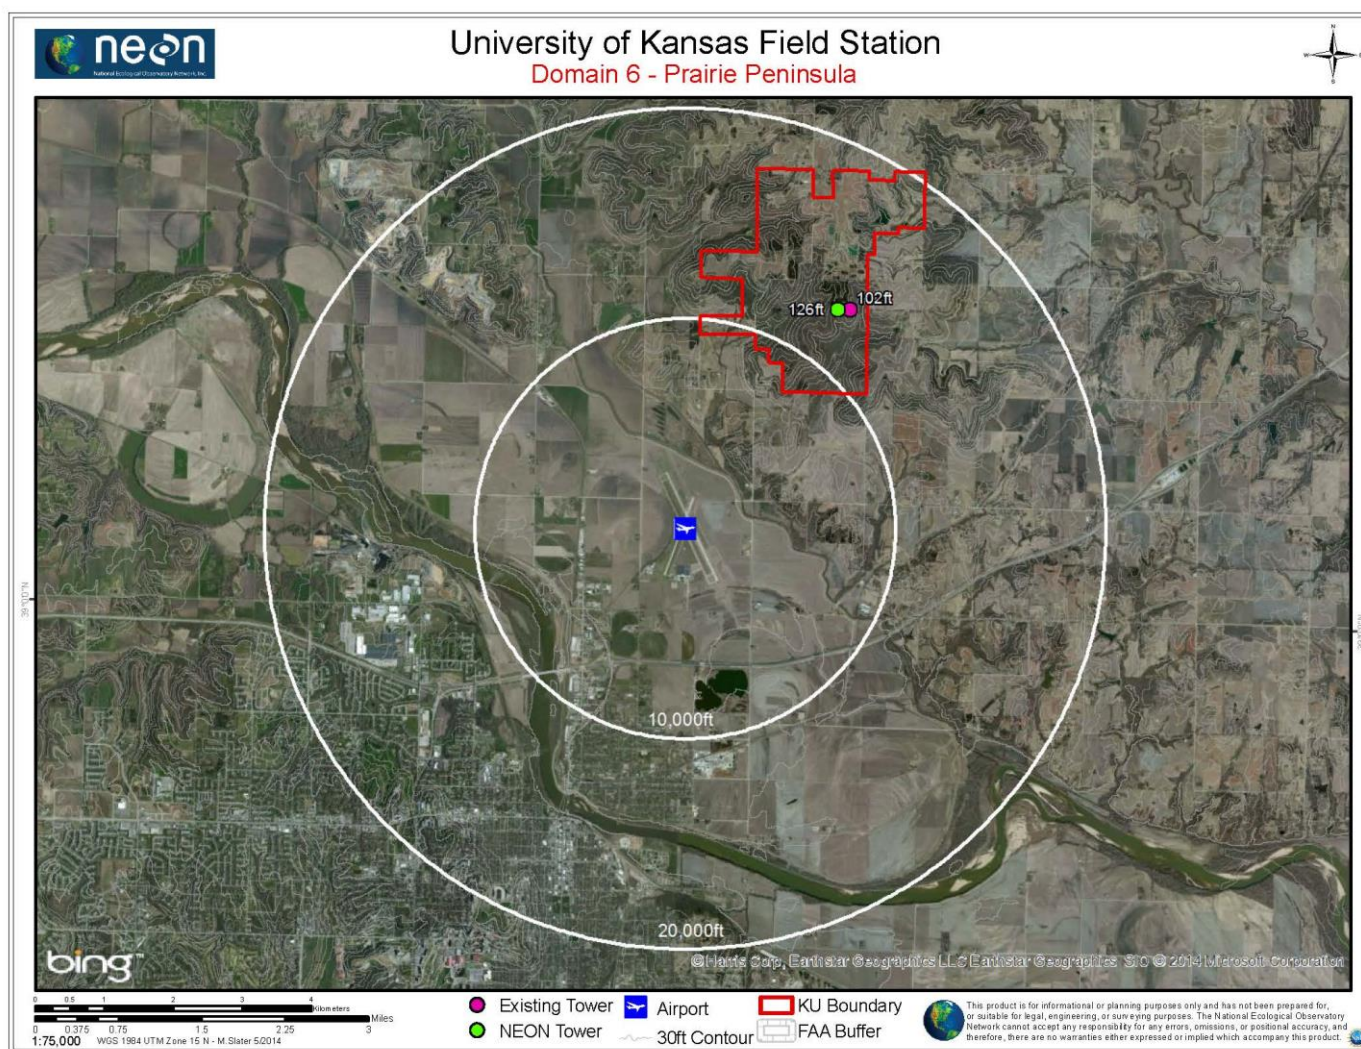 neon
National Ecological Observatory Network, Inc.
University of Kansas Field Station
Domain 6 - Prairie Peninsula
N
W
E
S
102ft
126ft
39°0'0"N
10,000ft
20,000ft
bing
© Harris Corp, Earthstar Geographics LLC Earthstar Geographics SIO © 2014 Microsoft Corporation
0 0.5 1 2 3 4
Kilometers
Miles
0 0.375 0.75 1.5 2.25 3
1:75,000 WGS 1984 UTM Zone 15 N - M.Slater 5/2014
Existing Tower
NEON Tower
Airport
30ft Contour
KU Boundary
FAA Buffer
This product is for informational or planning purposes only and has not been prepared for,
or suitable for legal, engineering, or surveying purposes. The National Ecological Observatory
Network cannot accept any responsibility for any errors, omissions, or positional accuracy, and
therefore, there are no warranties either expressed or implied which accompany this product.